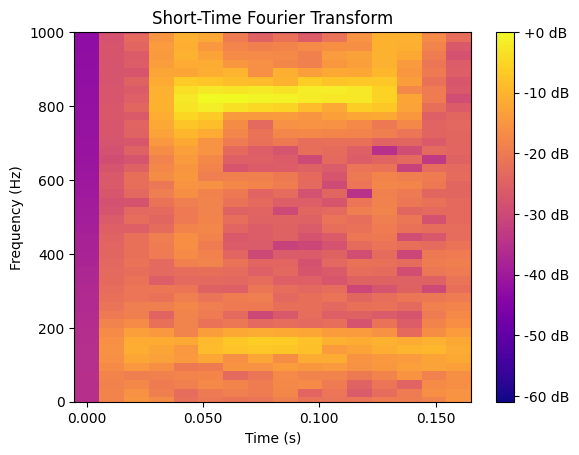 Short-Time Fourier Transform
Frequency (Hz)
1000
800
600
400
200
0
0.000
0.050
0.100
0.150
Time (s)
+0 dB
-10 dB
-20 dB
-30 dB
-40 dB
-50 dB
-60 dB